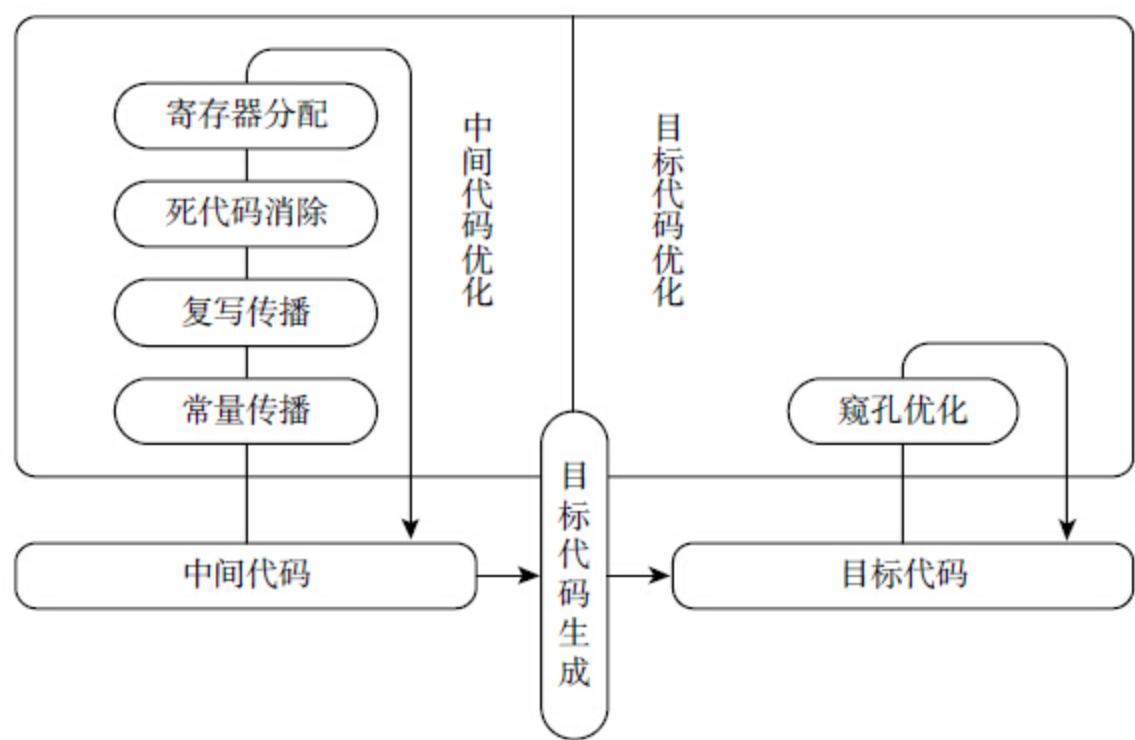 寄存器分配
死代码消除
复写传播
常量传播
中间代码优化
目标代码优化
窥孔优化
中间代码
目标代码生成
目标代码